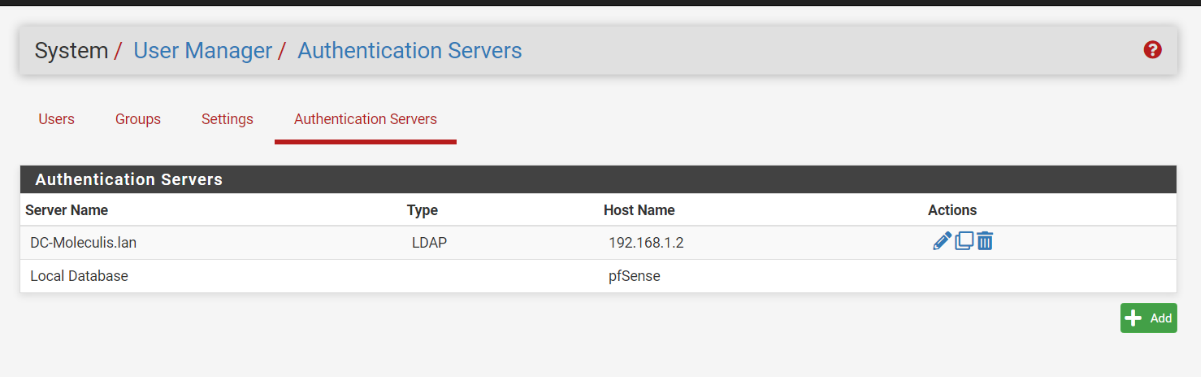 System / User Manager / Authentication Servers
Users Groups Settings Authentication Servers
Authentication Servers
Server Name Type Host Name Actions
DC-Moleculis.lan LDAP 192.168.1.2
Local Database pfSense
Add